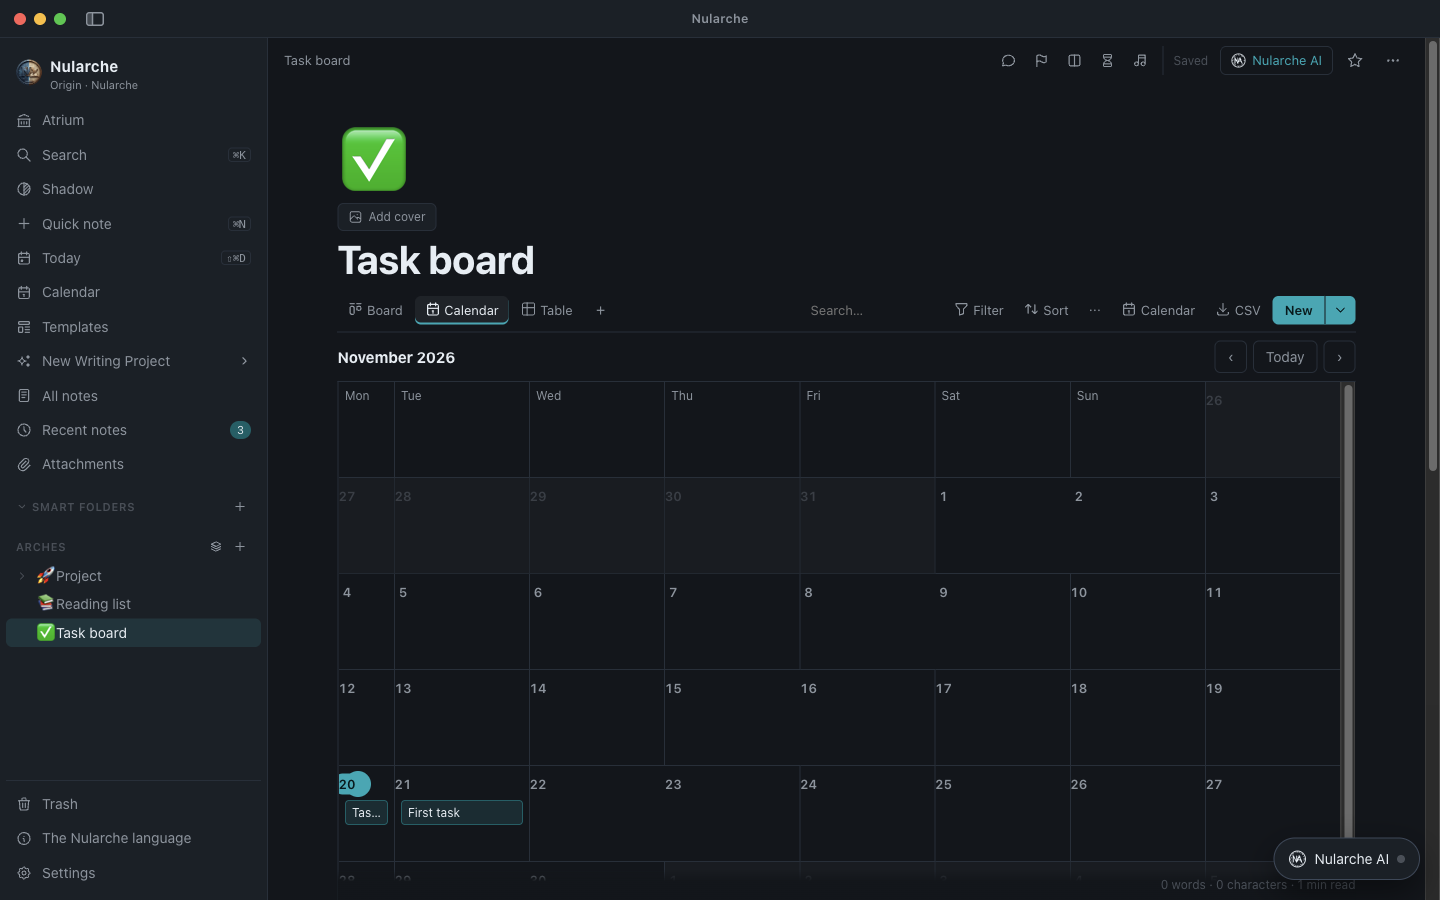 Nularche
Nularche
Origin · Nularche
Atrium
Search ⌘K
Shadow
Quick note ⌘N
Today ⇧⌘D
Calendar
Templates
New Writing Project
All notes
Recent notes 3
Attachments
SMART FOLDERS
ARCHES
Project
Reading list
Task board
Trash
The Nularche language
Settings
Task board
Saved
Nularche AI
Add cover
Task board
Board Calendar Table +
Search... Filter Sort ... Calendar CSV New
November 2026
‹ Today ›
Mon Tue Wed Thu Fri Sat Sun 26
27 28 29 30 31 1 2 3
4 5 6 7 8 9 10 11
12 13 14 15 16 17 18 19
20 21 22 23 24 25 26 27
Tas... First task
28 29 30
Nularche AI
0 words · 0 characters · 1 min read